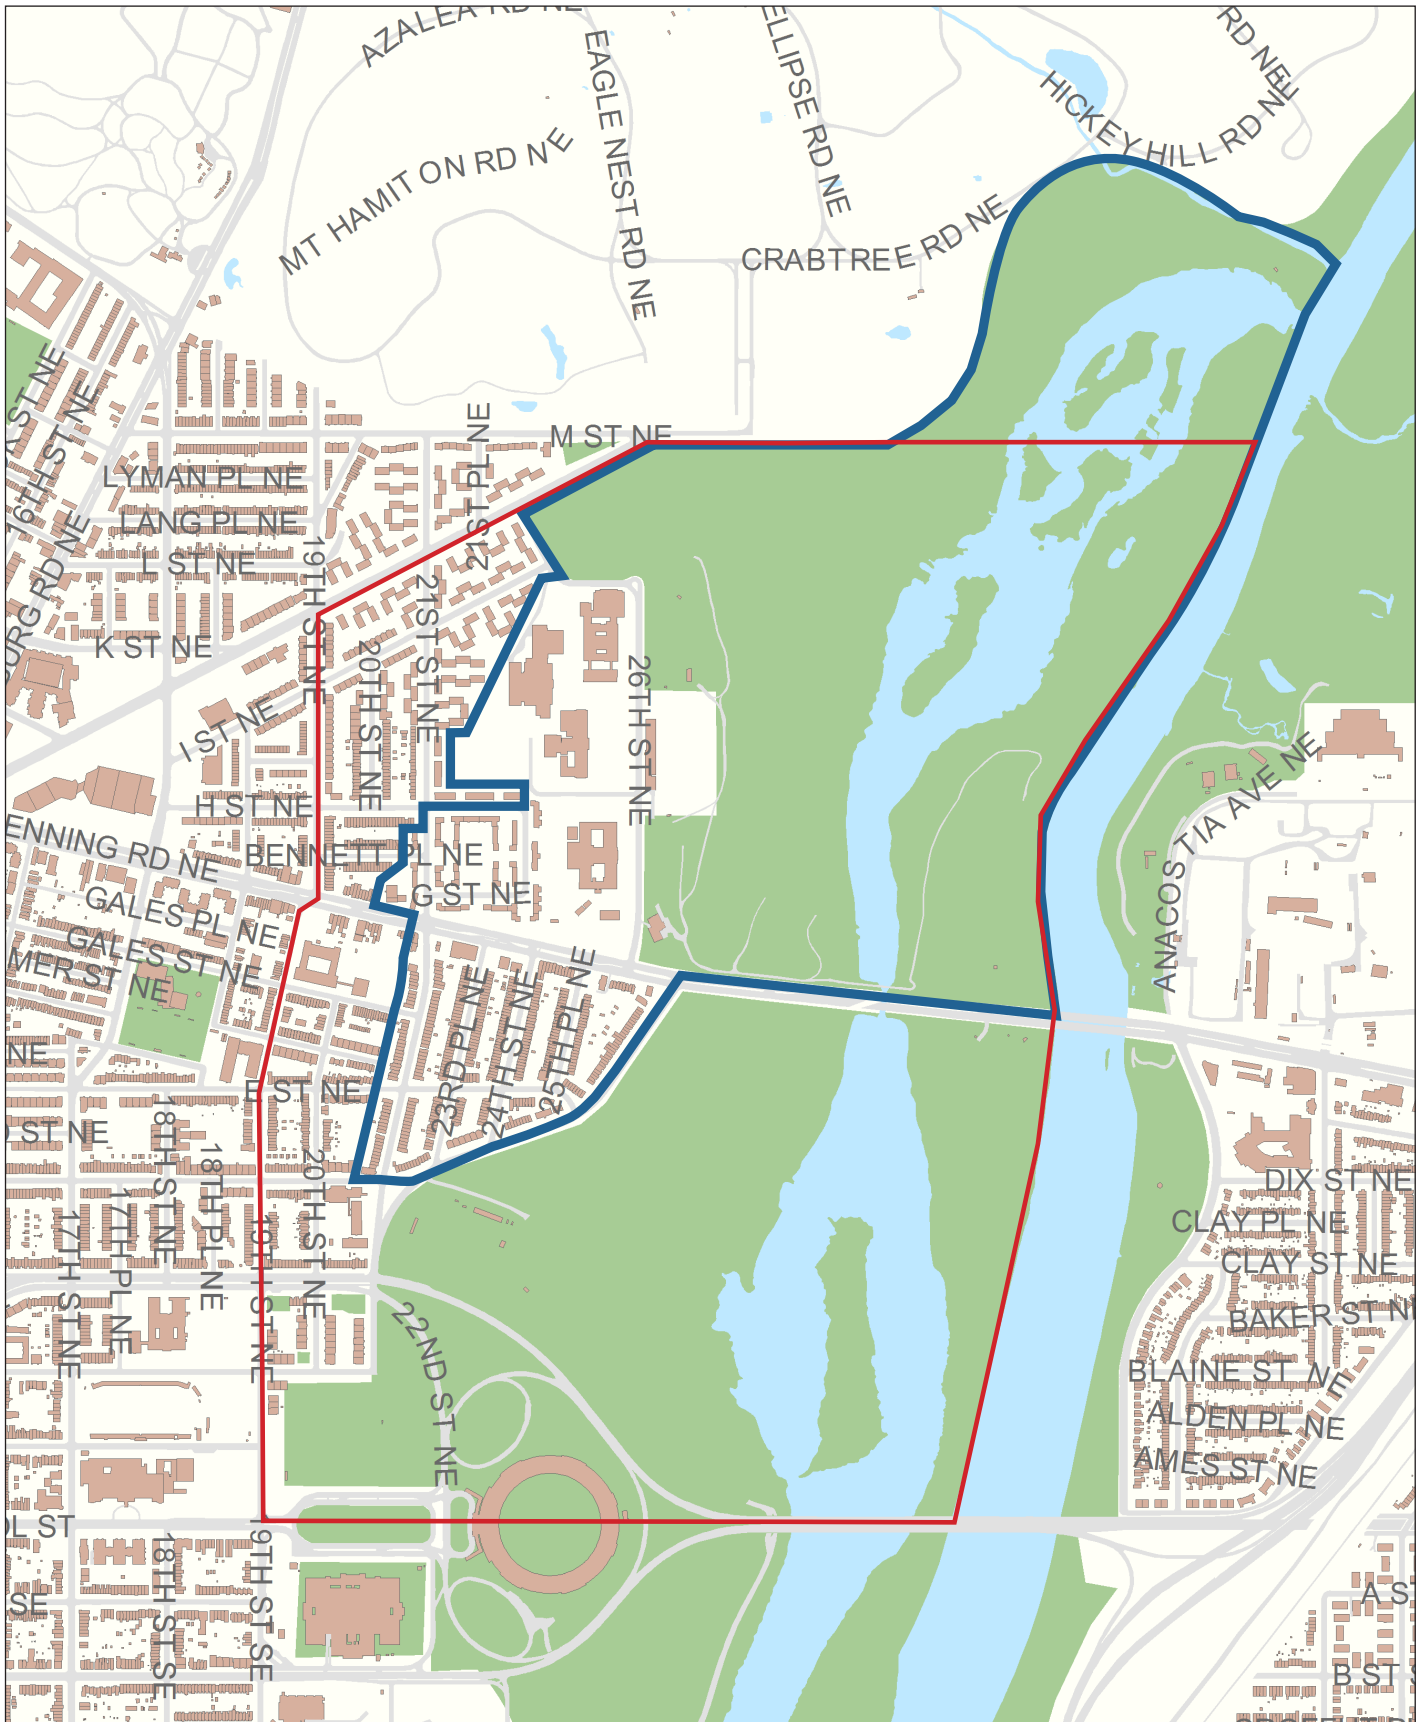 AZALEA RD NE
EAGLE NEST RD NE
ELLIPSE RD NE
RD NE
HICKEY HILL RD NE
MT HAMITON RD NE
CRABTREE RD NE
M ST NE
21ST PL NE
16TH ST NE
LYMAN PL NE
LANG PL NE
L ST NE
K ST NE
19TH ST NE
21ST ST NE
20TH ST NE
26TH ST NE
I ST NE
H ST NE
ENNING RD NE
BENNETT PL NE
G ST NE
GALES PL NE
GALES ST NE
MER ST NE
ANACOSTIA AVE NE
23RD PL NE
24TH ST NE
25TH PL NE
NE
E ST NE
ST NE
18TH ST NE
18TH PL NE
20TH ST NE
17TH ST NE
17TH PL NE
19TH ST NE
22ND ST NE
DIX ST NE
CLAY PL NE
CLAY ST NE
BAKER ST N
BLAINE ST NE
ALDEN PL NE
AMES ST NE
OL ST
19TH ST SE
18TH ST SE
SE
A S
B ST S